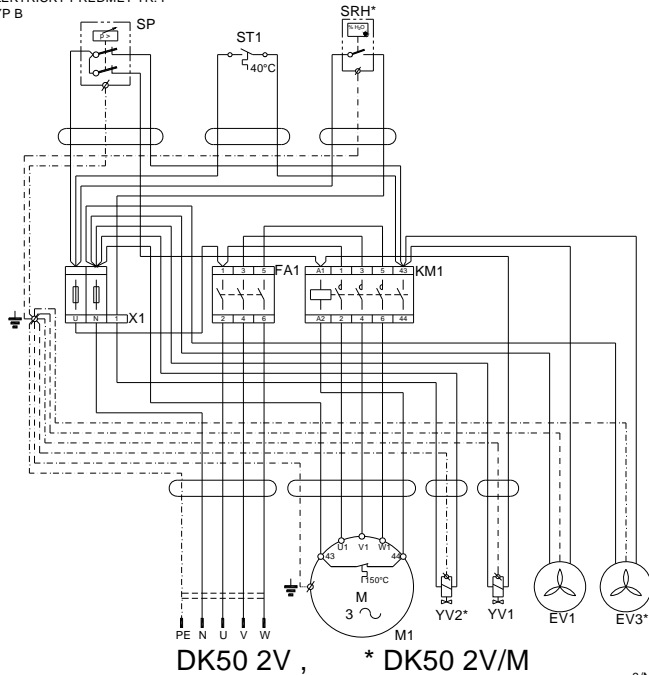 SP
P >
ST1
40°C
SRH*
% H2O
1 3 5 FA1
A1 1 3 5 43 KM1
U N 1 X1
2 4 6
A2 2 4 6 44
43 U1 V1 W1 44
150°C
M
3
M1
PE N U V W
YV2* YV1 EV1 EV3*
DK50 2V , * DK50 2V/M